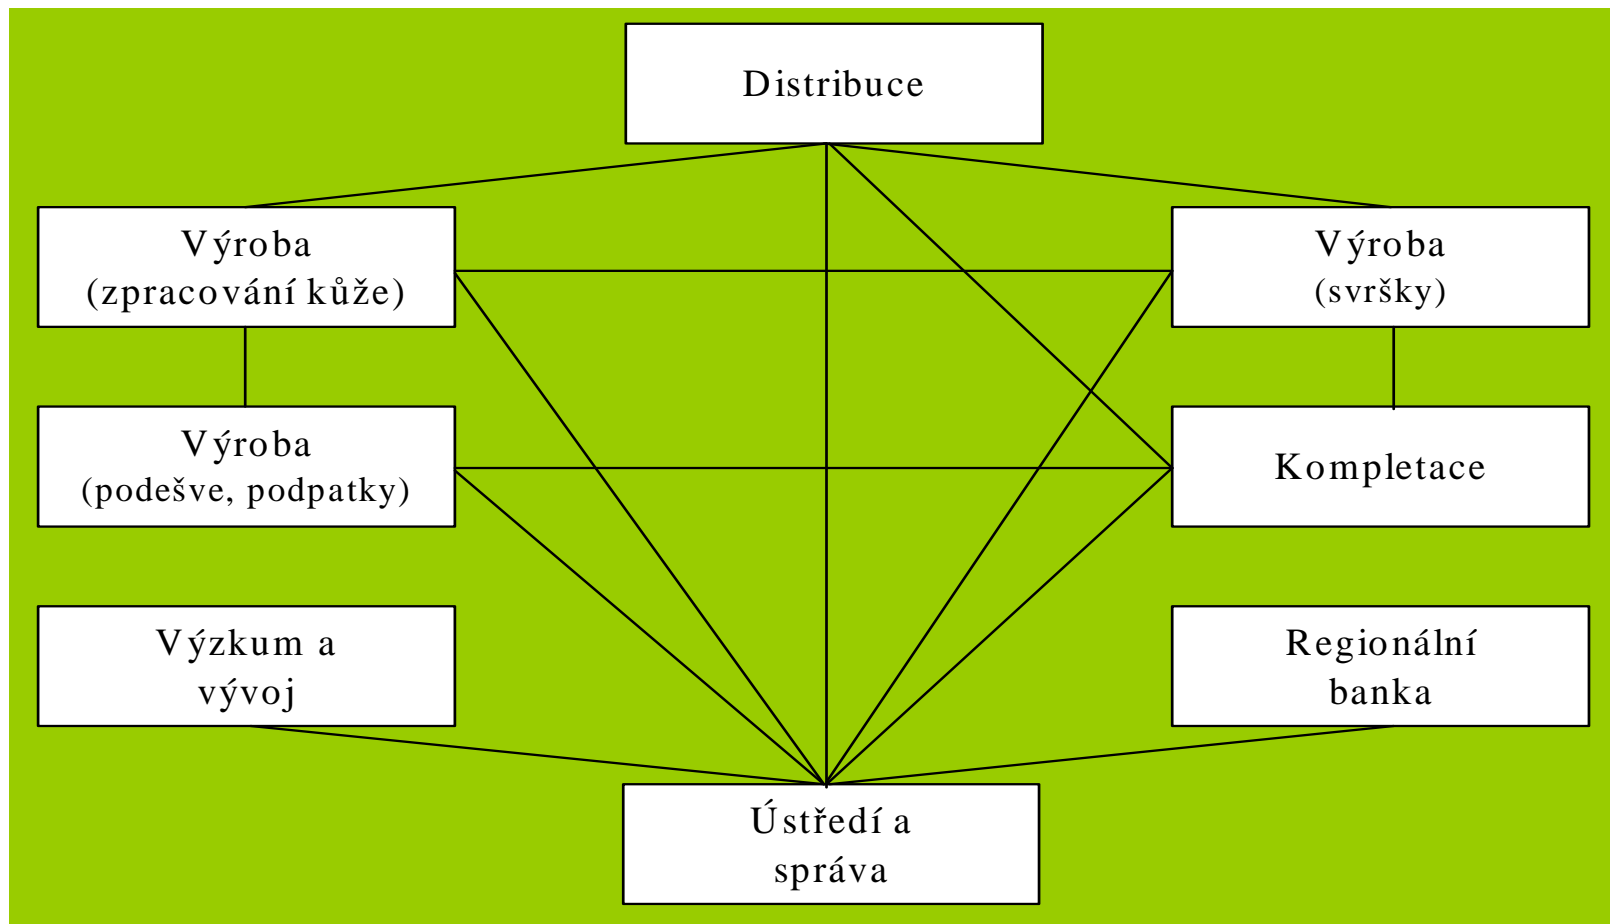 Distribuce
Výroba
(zpracování kůže)
Výroba
(svršky)
Výroba
(podešve, podpatky)
Kompletace
Výzkum a
vývoj
Regionální
banka
Ústředí a
správa